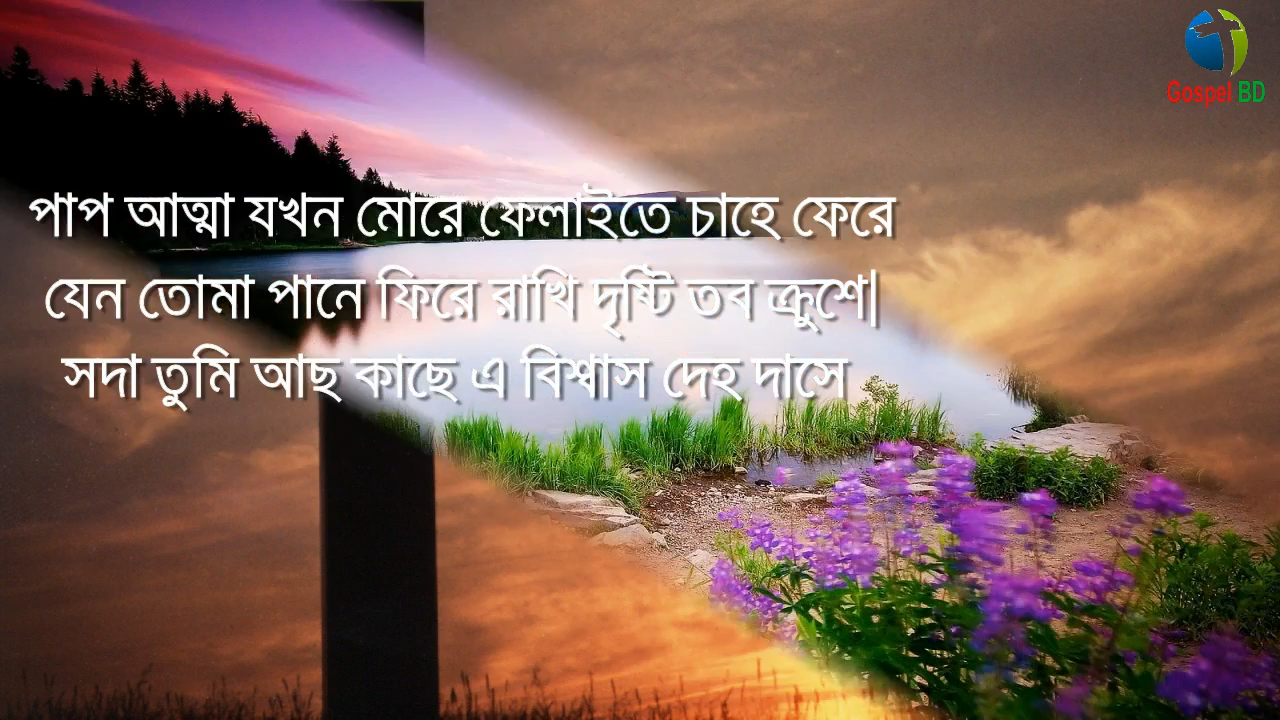 Gospel BD
পাপ আত্মা যখন মোরে ফেলাইতে চাহে ফেরে
যেন তোমা পানে ফিরে রাখি দৃষ্টি তব ক্রুশে|
সদা তুমি আছ কাছে এ বিশ্বাস দেহ দাসে